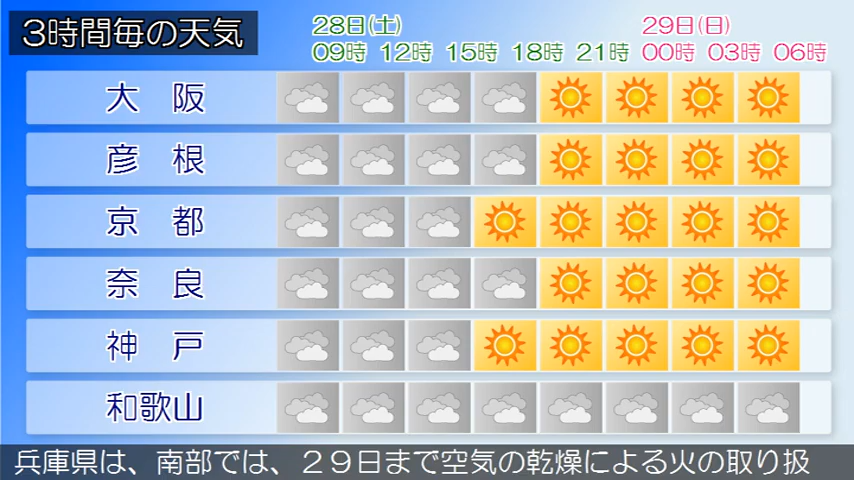 3時間毎の天気
28日(土) 29日(日)
09時 12時 15時 18時 21時 00時 03時 06時
大 阪
彦 根
京 都
奈 良
神 戸
和歌山
兵庫県は、南部では、29日まで空気の乾燥による火の取り扱